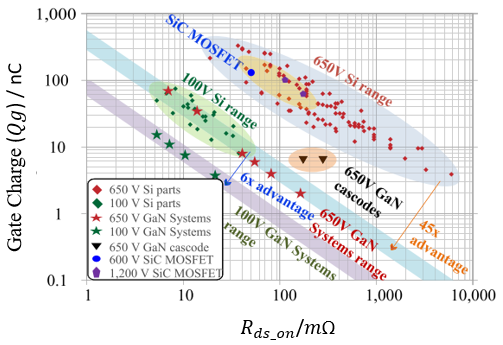 1,000
100
10
1
0.1
Gate Charge (Qg) / nC
SiC MOSFET
650V Si range
100V Si range
6x advantage
650V GaN
cascodes
650V GaN
Systems range
100V GaN Systems
range
45x
advantage
650 V Si parts
100 V Si parts
650 V GaN Systems
100 V GaN Systems
650 V GaN cascode
600 V SiC MOSFET
1,200 V SiC MOSFET
1
10
100
1,000
10,000
Rds_on/mΩ